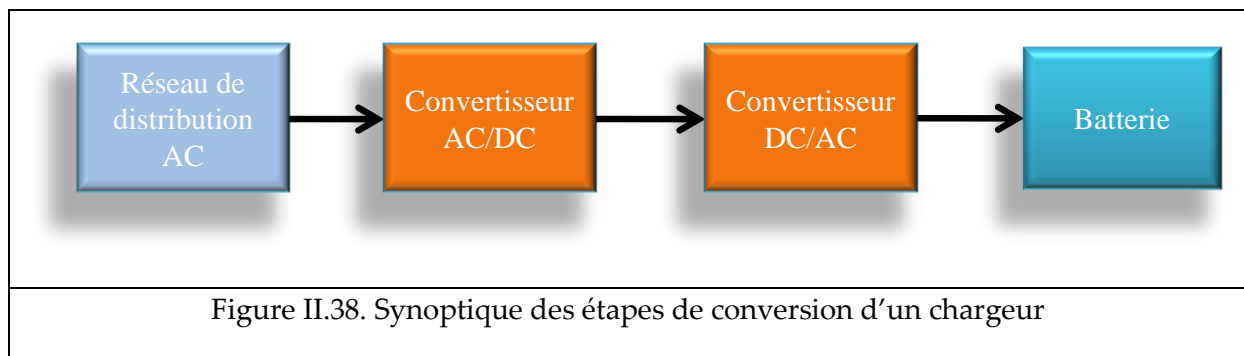 Réseau de
distribution
AC
Convertisseur
AC/DC
Convertisseur
DC/AC
Batterie
Figure II.38. Synoptique des étapes de conversion d’un chargeur